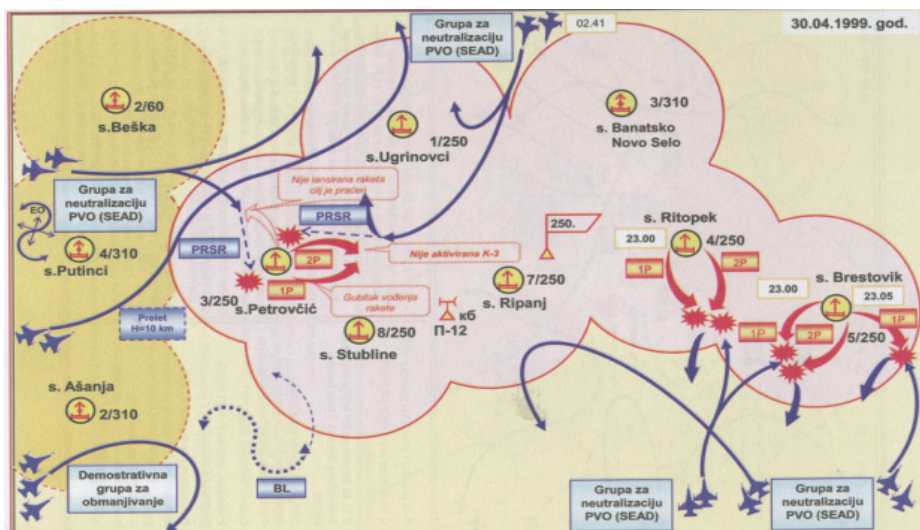 Grupa za
neutralizaciju
PVO (SEAD)
02.41
30.04.1999. god.
2/60
s.Beška
1/250
s.Ugrinovci
3/310
s. Banatsko
Novo Selo
Grupa za
neutralizaciju
PVO (SEAD)
EO
4/310
s.Putinci
Nije lansirana raketa
cilj je praćen
PRSR
PRSR
2P
Nije aktivirana K-3
1P
3/250
s.Petrovčić
Gubitak vođenja
rakete
250.
7/250
s. Ripanj
кб
П-12
8/250
s. Stubline
s. Ritopek
23.00
4/250
1P
2P
s. Brestovik
23.00
23.05
1P
2P
1P
5/250
Prelet
H=10 km
s. Ašanja
2/310
Demostrativna
grupa za
obmanjivanje
BL
Grupa za
neutralizaciju
PVO (SEAD)
Grupa za
neutralizaciju
PVO (SEAD)